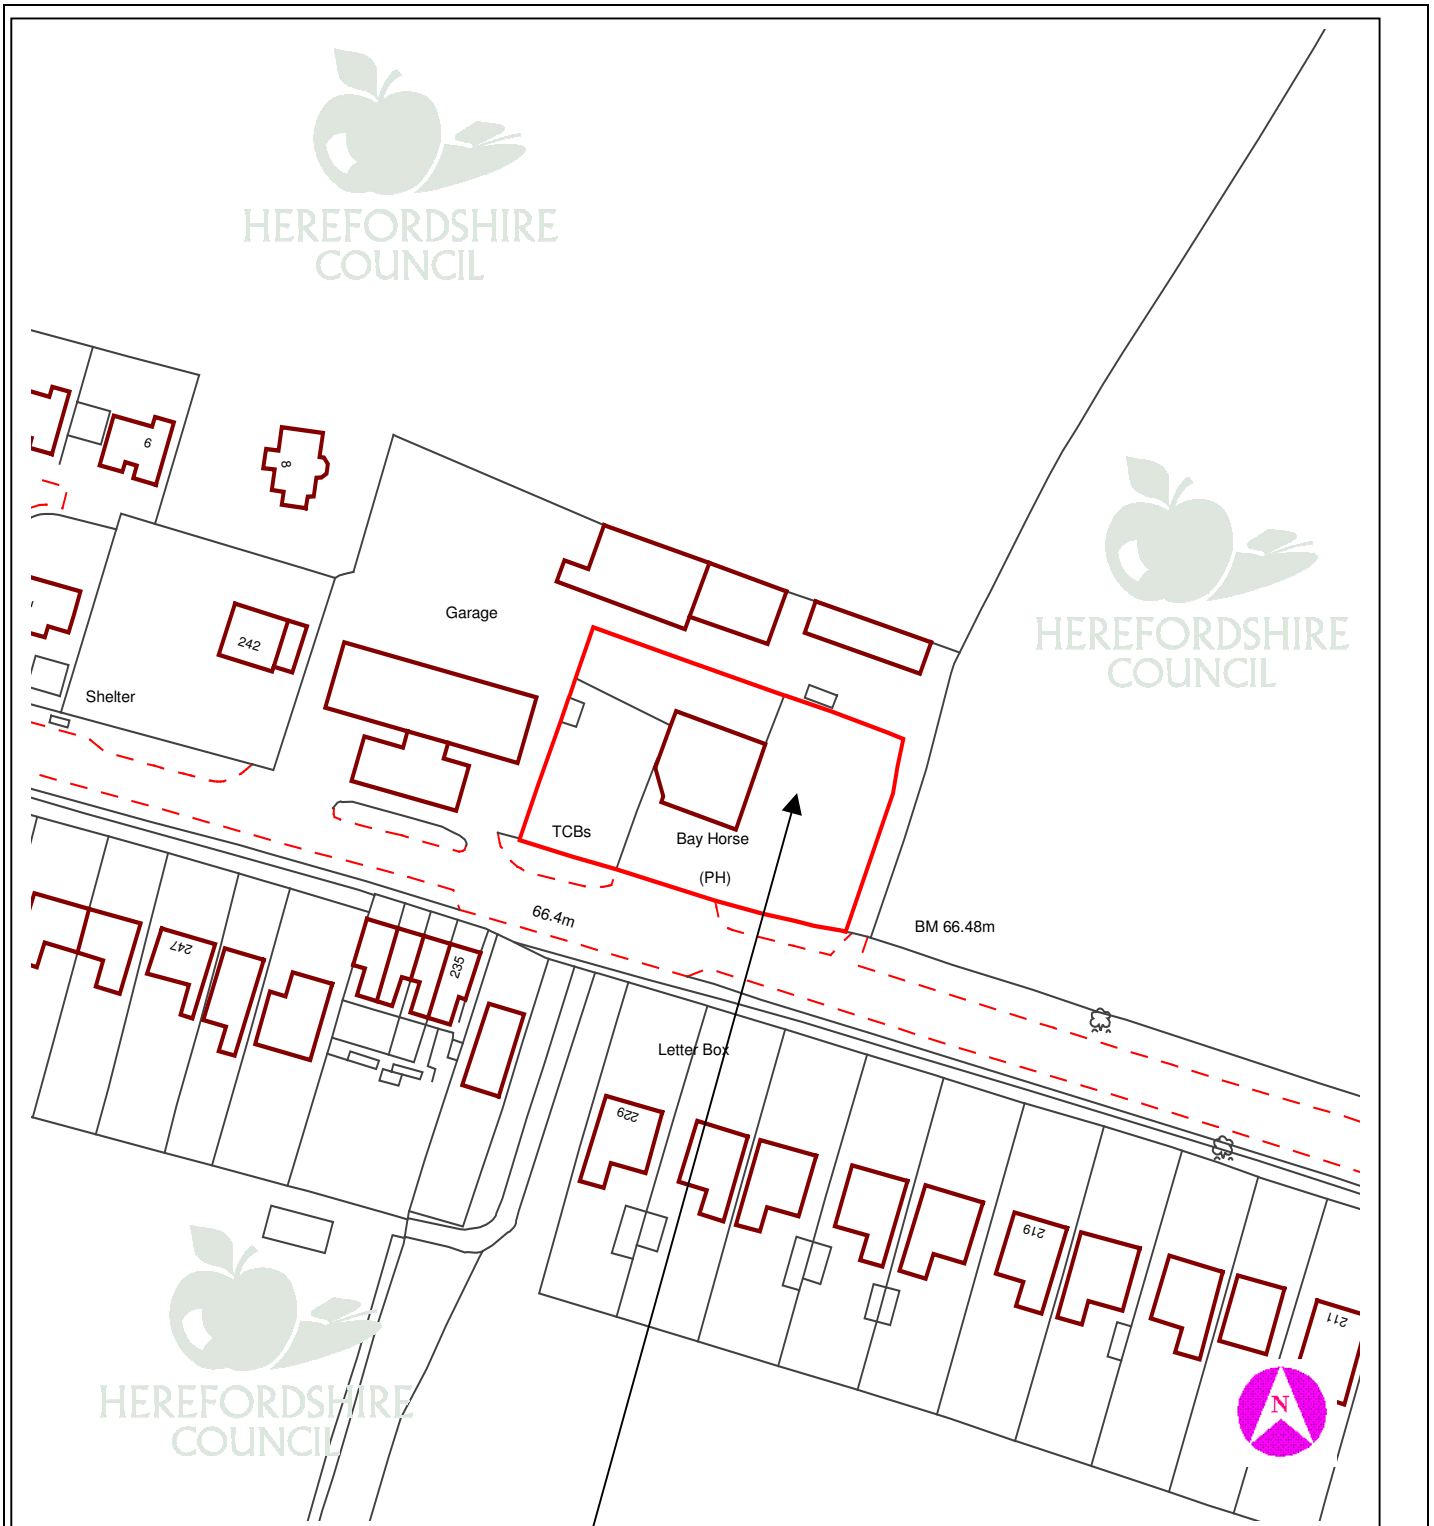 HEREFORDSHIRE
COUNCIL
6
8
HEREFORDSHIRE
COUNCIL
Garage
242
Shelter
TCBs
Bay Horse
(PH)
66.4m
BM 66.48m
247
235
Letter Box
229
219
211
HEREFORDSHIRE
COUNCIL
N